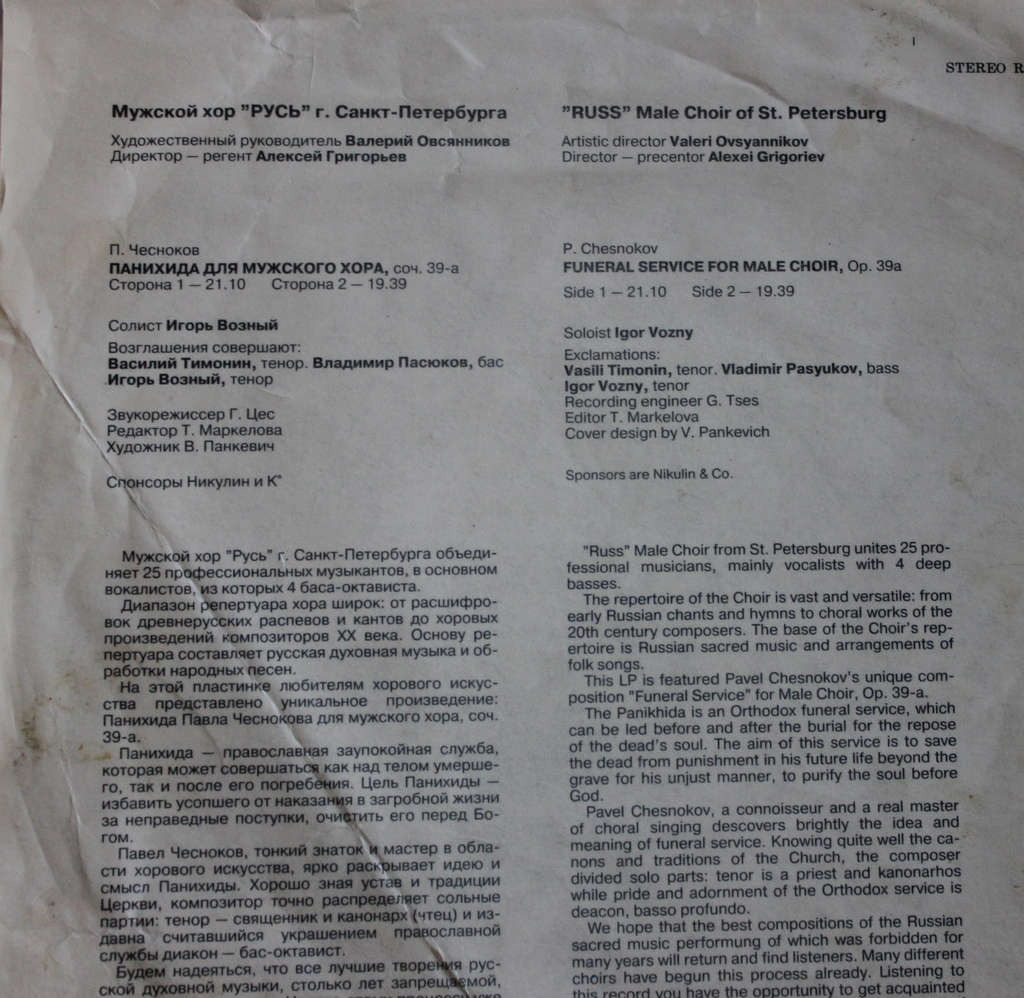 STEREO R
Мужской хор "РУСЬ" г. Санкт-Петербурга
Художественный руководитель Валерий Овсянников
Директор — регент Алексей Григорьев
П. Чесноков
ПАНИХИДА ДЛЯ МУЖСКОГО ХОРА, соч. 39-а
Сторона 1 — 21.10 Сторона 2 — 19.39
Солист Игорь Возный
Возглашения совершают:
Василий Тимонин, тенор. Владимир Пасюков, бас
Игорь Возный, тенор
Звукорежиссер Г. Цес
Редактор Т. Маркелова
Художник В. Панкевич
Спонсоры Никулин и К°
Мужской хор "Русь" г. Санкт-Петербурга объеди-
няет 25 профессиональных музыкантов, в основном
вокалистов, из которых 4 баса-октависта.
Диапазон репертуара хора широк: от расшифро-
вок древнерусских распевов и кантов до хоровых
произведений композиторов XX века. Основу ре-
пертуара составляет русская духовная музыка и об-
работки народных песен.
На этой пластинке любителям хорового искус-
ства представлено уникальное произведение:
Панихида Павла Чеснокова для мужского хора, соч.
39-а.
Панихида — православная заупокойная служба,
которая может совершаться как над телом умерше-
го, так и после его погребения. Цель Панихиды —
избавить усопшего от наказания в загробной жизни
за неправедные поступки, очистить его перед Бо-
гом.
Павел Чесноков, тонкий знаток и мастер в обла-
сти хорового искусства, ярко раскрывает идею и
смысл Панихиды. Хорошо зная устав и традиции
Церкви, композитор точно распределяет сольные
партии: тенор — священник и канонарх (чтец) и из-
давна считавшийся украшением православной
службы диакон — бас-октавист.
Будем надеяться, что все лучшие творения рус-
ской духовной музыки, столько лет запрещаемой,
"RUSS" Male Choir of St. Petersburg
Artistic director Valeri Ovsyannikov
Director — precentor Alexei Grigoriev
P. Chesnokov
FUNERAL SERVICE FOR MALE CHOIR, Op. 39a
Side 1 — 21.10 Side 2 — 19.39
Soloist Igor Vozny
Exclamations:
Vasili Timonin, tenor. Vladimir Pasyukov, bass
Igor Vozny, tenor
Recording engineer G. Tses
Editor T. Markelova
Cover design by V. Pankevich
Sponsors are Nikulin & Co.
"Russ" Male Choir from St. Petersburg unites 25 pro-
fessional musicians, mainly vocalists with 4 deep
basses.
The repertoire of the Choir is vast and versatile: from
early Russian chants and hymns to choral works of the
20th century composers. The base of the Choir's rep-
ertoire is Russian sacred music and arrangements of
folk songs.
This LP is featured Pavel Chesnokov's unique com-
position "Funeral Service" for Male Choir, Op. 39-a.
The Panikhida is an Orthodox funeral service, which
can be led before and after the burial for the repose
of the dead's soul. The aim of this service is to save
the dead from punishment in his future life beyond the
grave for his unjust manner, to purify the soul before
God.
Pavel Chesnokov, a connoisseur and a real master
of choral singing descovers brightly the idea and
meaning of funeral service. Knowing quite well the ca-
nons and traditions of the Church, the composer
divided solo parts: tenor is a priest and kanonarhos
while pride and adornment of the Orthodox service is
deacon, basso profundo.
We hope that the best compositions of the Russian
sacred music performung of which was forbidden for
many years will return and find listeners. Many different
choirs have begun this process already. Listening to
this record you have the opportunity to get acquainted